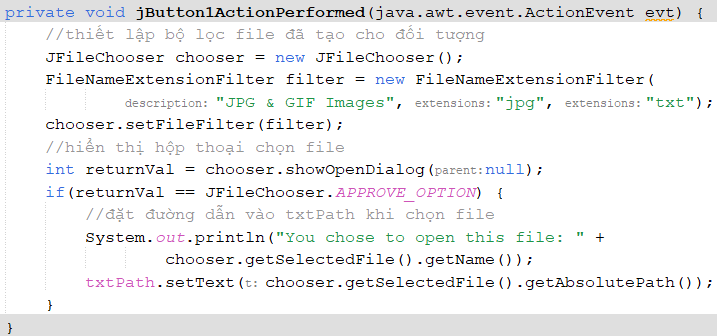 private void jButton1ActionPerformed(java.awt.event.ActionEvent evt) {
//thiết lập bộ lọc file đã tạo cho đối tượng
JFileChooser chooser = new JFileChooser();
FileNameExtensionFilter filter = new FileNameExtensionFilter(
description: "JPG & GIF Images", extensions: "jpg", extensions: "txt");
chooser.setFileFilter(filter);
//hiển thị hộp thoại chọn file
int returnVal = chooser.showOpenDialog(parent: null);
if(returnVal == JFileChooser.APPROVE_OPTION) {
//đặt đường dẫn vào txtPath khi chọn file
System.out.println("You chose to open this file: " +
chooser.getSelectedFile().getName());
txtPath.setText(t: chooser.getSelectedFile().getAbsolutePath());
}
}